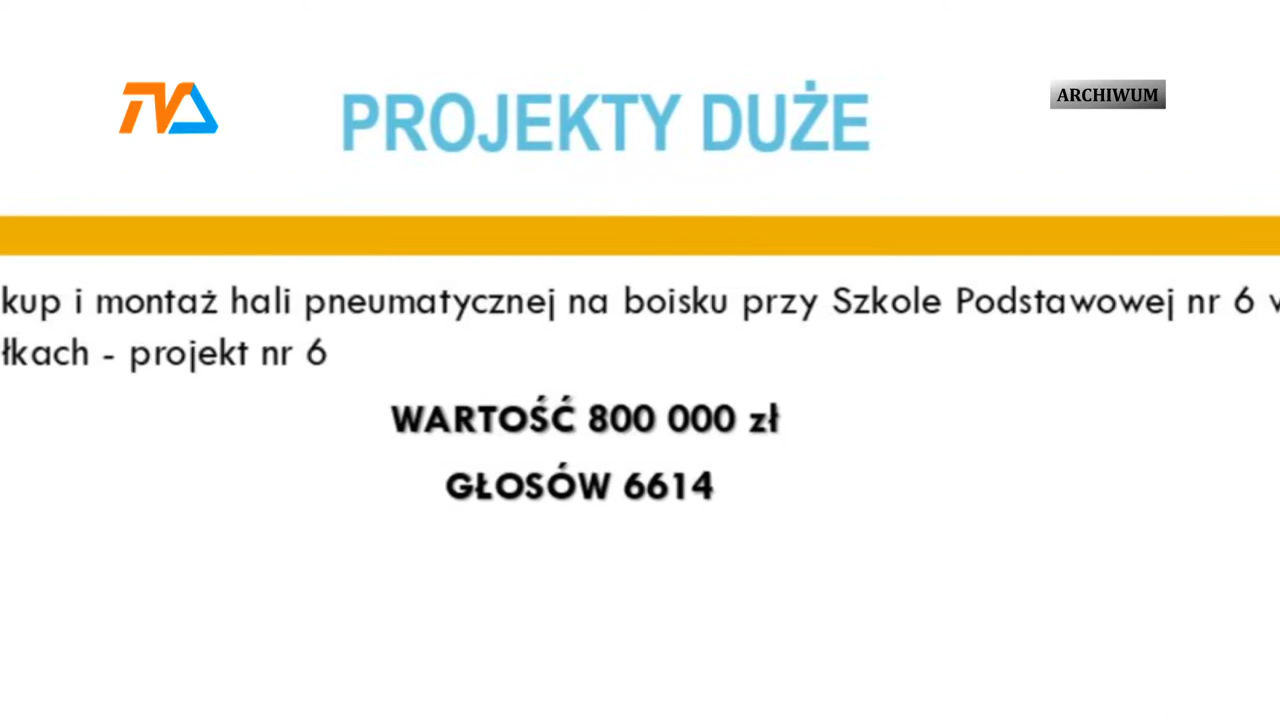 TVS
ARCHIWUM
PROJEKTY DUŻE
kup i montaż hali pneumatycznej na boisku przy Szkole Podstawowej nr 6 w
łkach - projekt nr 6
WARTOŚĆ 800 000 zł
GŁOSÓW 6614